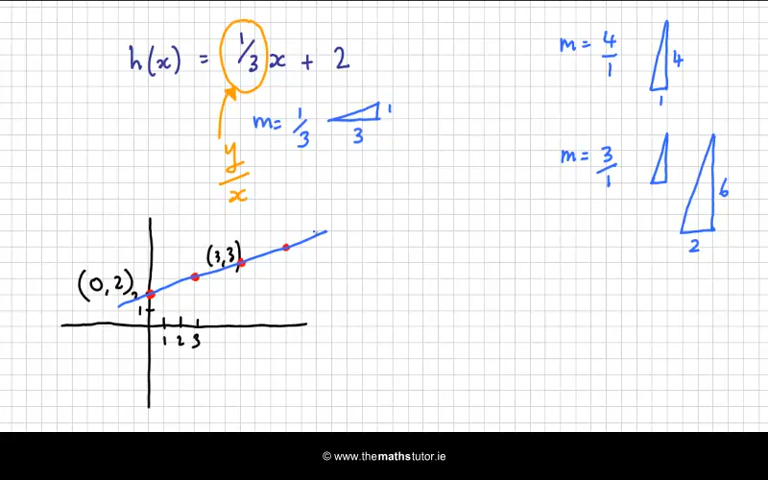 h(x) = 1/3 x + 2
m = 1/3
1
3
y/x
m = 4/1
4
1
m = 3/1
6
2
(3,3)
(0,2)
2
1
1 2 3
© www.themathstutor.ie